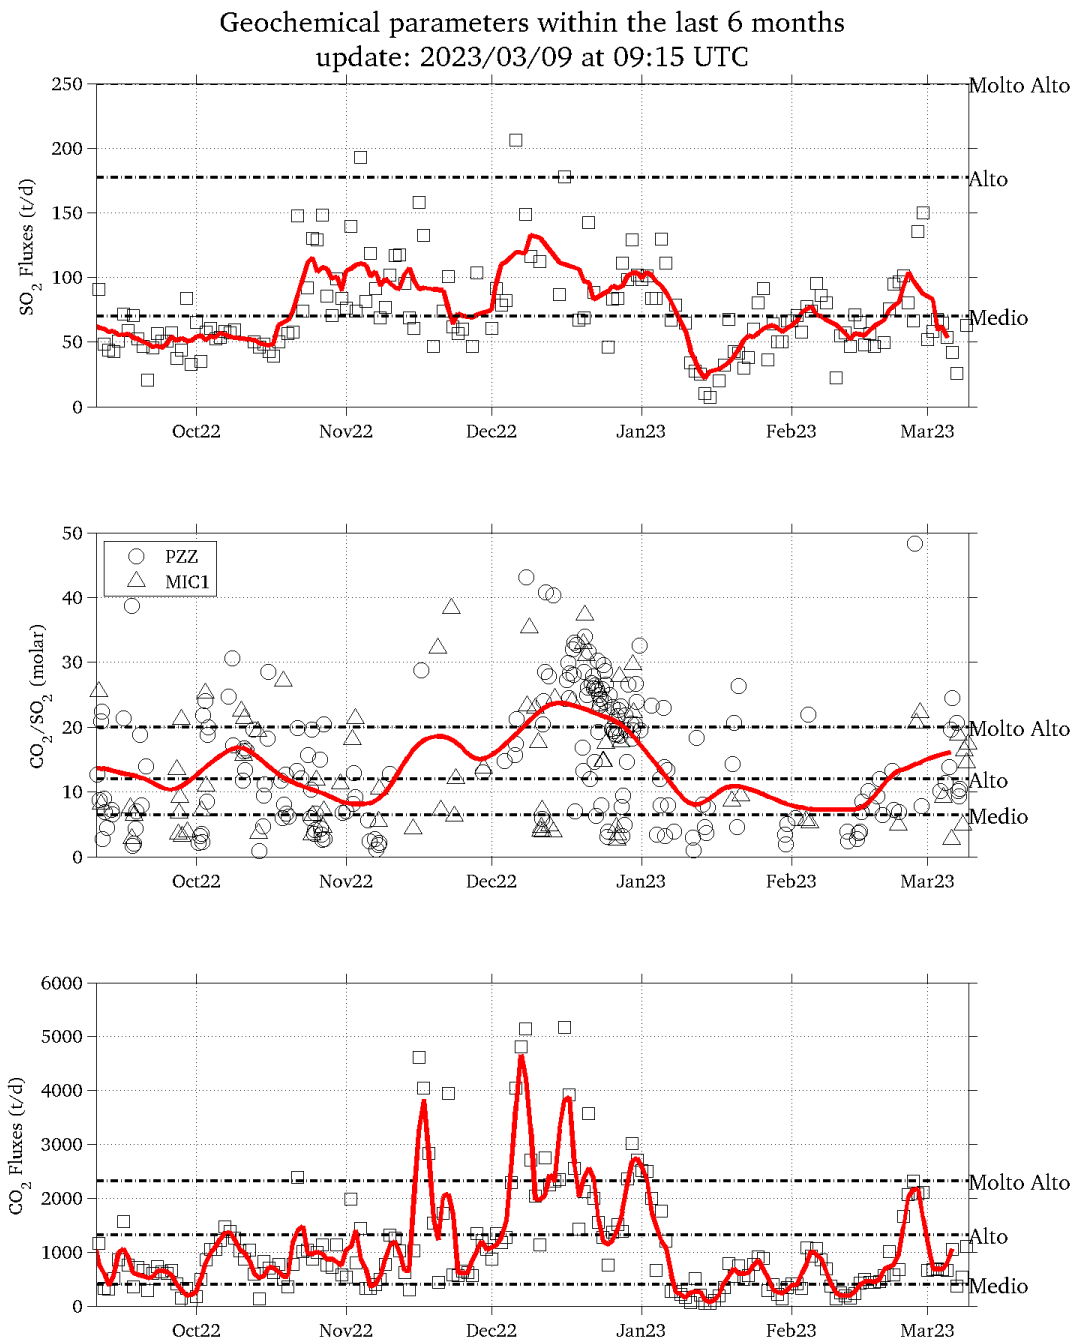 Geochemical parameters within the last 6 months
update: 2023/03/09 at 09:15 UTC
250
200
150
100
50
0
SO2 Fluxes (t/d)
Molto Alto
Alto
Medio
Oct22 Nov22 Dec22 Jan23 Feb23 Mar23
50
40
30
20
10
0
CO2/SO2 (molar)
PZZ
MIC1
Molto Alto
Alto
Medio
Oct22 Nov22 Dec22 Jan23 Feb23 Mar23
6000
5000
4000
3000
2000
1000
0
CO2 Fluxes (t/d)
Molto Alto
Alto
Medio
Oct22 Nov22 Dec22 Jan23 Feb23 Mar23